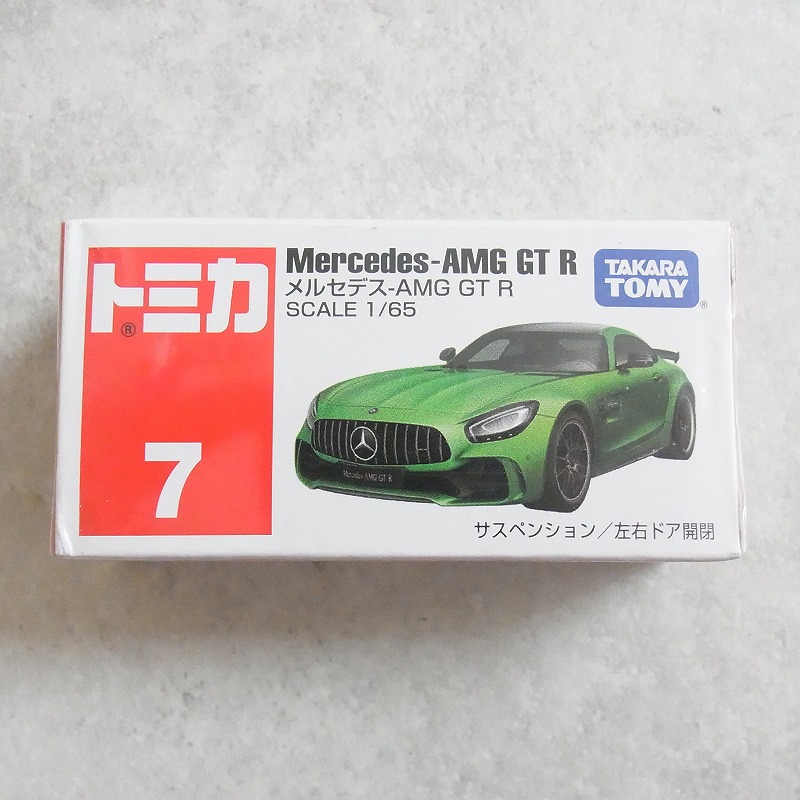 トミカ
®
7
Mercedes-AMG GT R
メルセデス-AMG GT R
SCALE 1/65
TAKARA
TOMY
®
Mercedes-AMG GT R
サスペンション/左右ドア開閉